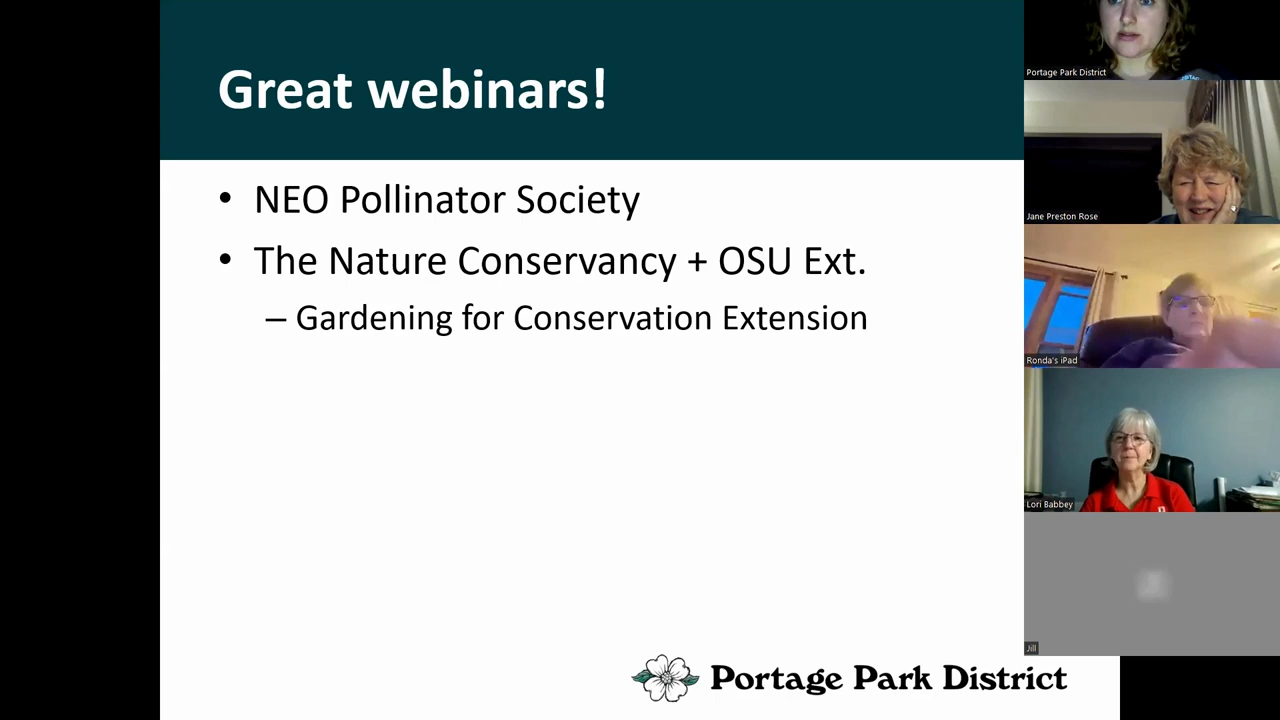 Great webinars!
• NEO Pollinator Society
• The Nature Conservancy + OSU Ext.
– Gardening for Conservation Extension
Portage Park District
Portage Park District
Jane Preston Rose
Ronda's iPad
Lori Babbey
Jill